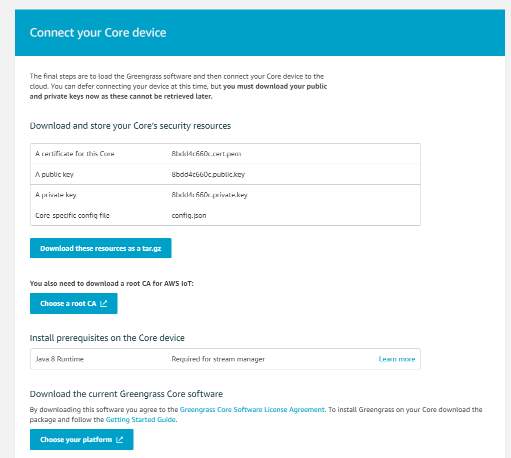 Connect your Core device
The final steps are to load the Greengrass software and then connect your Core device to the
cloud. You can defer connecting your device at this time, but you must download your public
and private keys now as these cannot be retrieved later.
Download and store your Core's security resources
A certificate for this Core 8bdd4c660c.cert.pem
A public key 8bdd4c660c.public.key
A private key 8bdd4c660c.private.key
Core-specific config file config.json
Download these resources as a tar.gz
You also need to download a root CA for AWS IoT:
Choose a root CA
Install prerequisites on the Core device
Java 8 Runtime Required for stream manager Learn more
Download the current Greengrass Core software
By downloading this software you agree to the Greengrass Core Software License Agreement. To install Greengrass on your Core download the
package and follow the Getting Started Guide.
Choose your platform